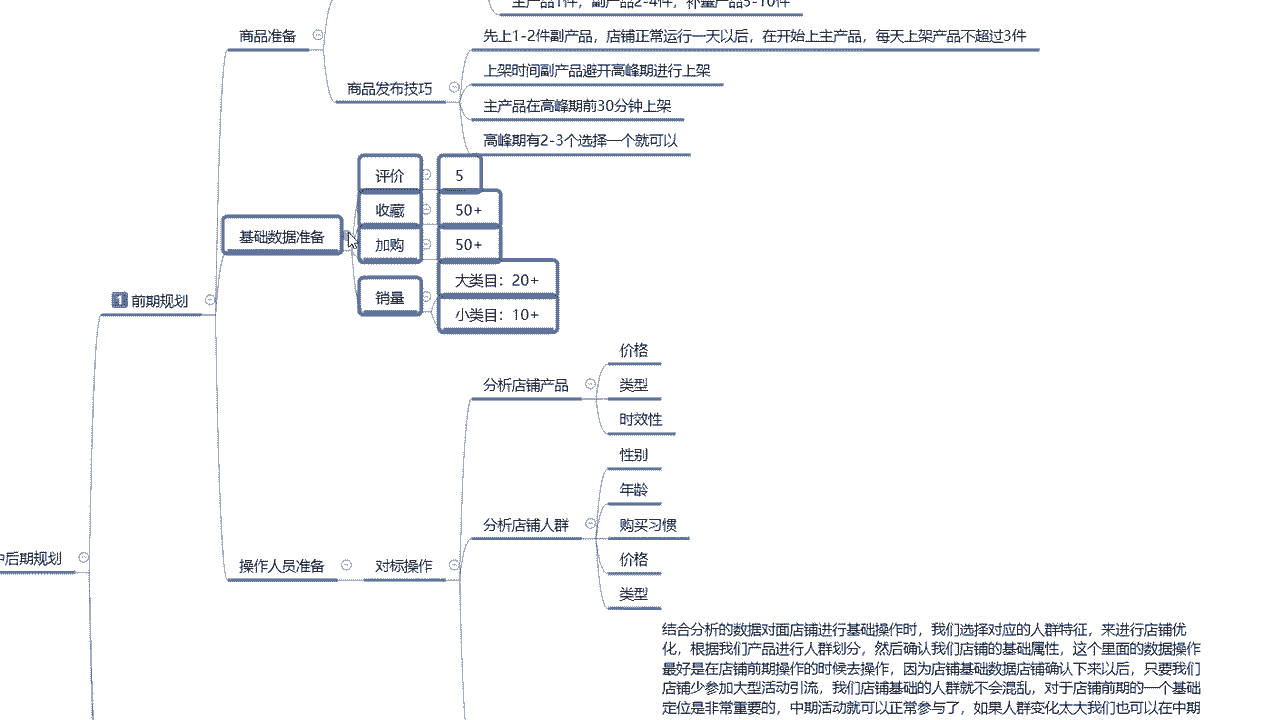 主产品1件，副产品2-4件，补量产品5-10件
商品准备
先上1-2件副产品，店铺正常运行一天以后，在开始上主产品，每天上架产品不超过3件
上架时间副产品避开高峰期进行上架
商品发布技巧
主产品在高峰期前30分钟上架
高峰期有2-3个选择一个就可以
评价
5
收藏
50+
基础数据准备
加购
50+
大类目：20+
销量
小类目：10+
1 前期规划
价格
分析店铺产品
类型
时效性
性别
年龄
分析店铺人群
购买习惯
价格
类型
中后期规划
操作人员准备
对标操作
结合分析的数据对面店铺进行基础操作时，我们选择对应的人群特征，来进行店铺优
化，根据我们产品进行人群划分，然后确认我们店铺的基础属性，这个里面的数据操作
最好是在店铺前期操作的时候去操作，因为店铺基础数据店铺确认下来以后，只要我们
店铺少参加大型活动引流，我们店铺基础的人群就不会混乱，对于店铺前期的一个基础
定位是非常重要的，中期活动就可以正常参与了，如果人群变化太大我们也可以在中期